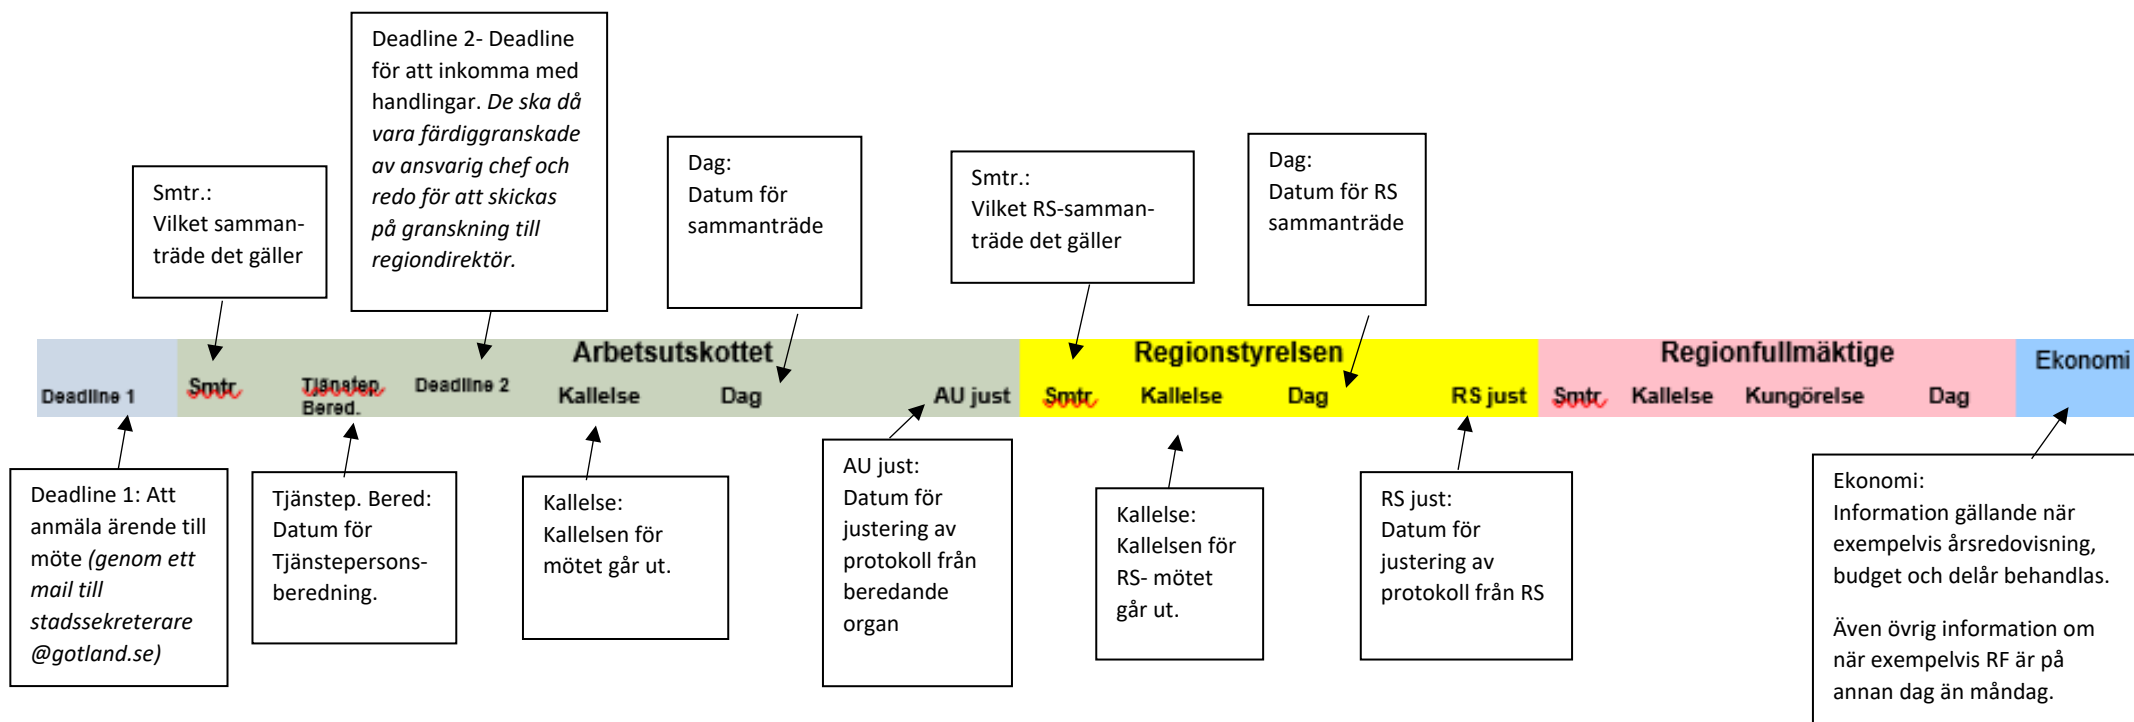 Deadline 2- Deadline
för att inkomma med
handlingar. De ska då
vara färdiggranskade
av ansvarig chef och
redo för att skickas
på granskning till
regiondirektör.
Smtr.:
Vilket samman-
träde det gäller
Dag:
Datum för
sammanträde
Smtr.:
Vilket RS-samman-
träde det gäller
Dag:
Datum för RS
sammanträde
Arbetsutskottet
Regionstyrelsen
Regionfullmäktige
Ekonomi
Deadline 1
Smtr.
Tjänstep.
Bered.
Deadline 2
Kallelse
Dag
AU just
Smtr.
Kallelse
Dag
RS just
Smtr.
Kallelse
Kungörelse
Dag
Deadline 1: Att
anmäla ärende till
möte (genom ett
mail till
stadssekreterare
@gotland.se)
Tjänstep. Bered:
Datum för
Tjänstepersons-
beredning.
Kallelse:
Kallelsen för
mötet går ut.
AU just:
Datum för
justering av
protokoll från
beredande
organ
Kallelse:
Kallelsen för
RS- mötet
går ut.
RS just:
Datum för
justering av
protokoll från RS
Ekonomi:
Information gällande när
exempelvis årsredovisning,
budget och delår behandlas.
Även övrig information om
när exempelvis RF är på
annan dag än måndag.